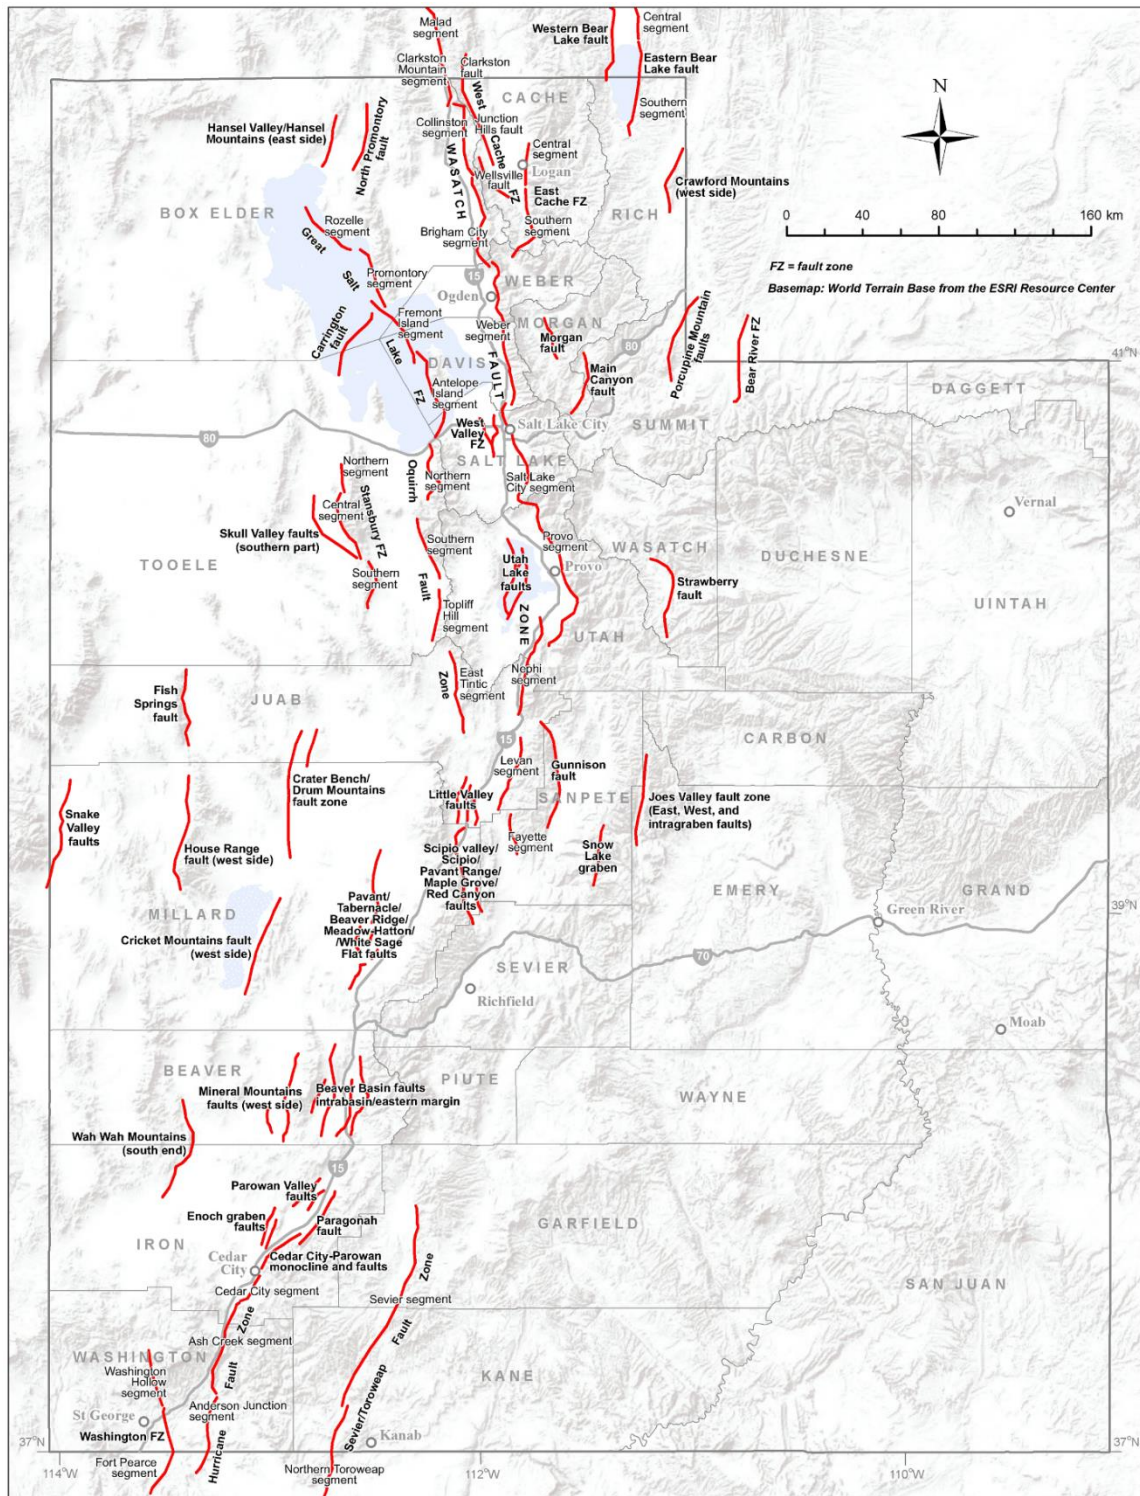 Malad
segment
Western Bear
Lake fault
Central
segment
Clarkston
Mountain
segment
Clarkston
fault
Eastern Bear
Lake fault
West
Cache
FZ
CACHE
N
Hansel Valley/Hansel
Mountains (east side)
North Promontory
fault
Collinston
segment
Junction
Hills fault
Southern
segment
WASATCH
FAULT
ZONE
Central
segment
Logan
Wellsville
fault
East
Cache FZ
Crawford Mountains
(west side)
BOX ELDER
RICH
0 40 80 160 km
Rozelle
segment
Great
Salt
Lake
FZ
Brigham City
segment
Southern
segment
FZ = fault zone
Basemap: World Terrain Base from the ESRI Resource Center
Promontory
segment
15
WEBER
Ogden
Carrington
fault
Fremont
Island
segment
Weber
segment
MORGAN
Morgan
fault
80
Porcupine Mountain
faults
Bear River FZ
41°N
DAVIS
Main
Canyon
fault
DAGGETT
Antelope
Island
segment
SUMMIT
West
Valley
FZ
Salt Lake City
80
SALT LAKE
Northern
segment
Oquirrh
Fault
Zone
Northern
segment
Salt Lake
City segment
Stansbury FZ
Central
segment
Vernal
Skull Valley faults
(southern part)
Southern
segment
Provo
segment
WASATCH
DUCHESNE
TOOELE
Southern
segment
Utah
Lake
faults
Provo
Strawberry
fault
UINTAH
Topliff
Hill
segment
UTAH
Fish
Springs
fault
JUAB
East
Tintic
segment
Nephi
segment
15
CARBON
Levan
segment
Gunnison
fault
Crater Bench/
Drum Mountains
fault zone
Little Valley
faults
SANPETE
Joes Valley fault zone
(East, West, and
intragraben faults)
Snake
Valley
faults
House Range
fault (west side)
Scipio valley/
Scipio/
Pavant Range/
Maple Grove/
Red Canyon
faults
Fayette
segment
Snow
Lake
graben
EMERY
GRAND
MILLARD
Pavant/
Tabernacle/
Beaver Ridge/
Meadow-Hatton/
/White Sage
Flat faults
Green River
39°N
Cricket Mountains fault
(west side)
70
SEVIER
Richfield
Moab
BEAVER
PIUTE
Mineral Mountains
faults (west side)
Beaver Basin faults
intrabasin/eastern margin
WAYNE
Wah Wah Mountains
(south end)
15
Parowan Valley
faults
Enoch graben
faults
Paragonah
fault
GARFIELD
IRON
Cedar
City
Cedar City-Parowan
monocline and faults
Cedar City segment
SAN JUAN
Sevier segment
Sevier/Toroweap
Fault
Zone
Ash Creek segment
WASHINGTON
Washington
Hollow
segment
Hurricane
Fault
Zone
KANE
Anderson Junction
segment
St George
Washington FZ
Kanab
37°N
37°N
Fort Pearce
segment
Northern Toroweap
segment
114°W
112°W
110°W